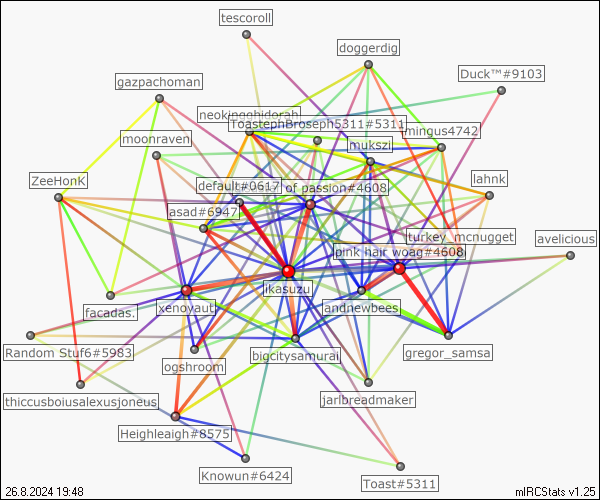 tescoroll
doggerdig
Duck™#9103
gazpachoman
neokingghidorah
ToastephBroseph5311#5311
mingus4742
moonraven
mukszi
ZeeHonK
default#0617
of passion#4608
lahnk
asad#6947
turkey_mcnugget
avelicious
pink hair woag#4608
ikasuzu
facadas.
xenoyaut
andnewbees
Random Stuf6#5983
bigcitysamurai
gregor_samsa
ogshroom
thiccusboiusalexusjoneus
jarlbreadmaker
Heighleaigh#8575
Knowun#6424
Toast#5311
26.8.2024 19:48
mIRCStats v1.25